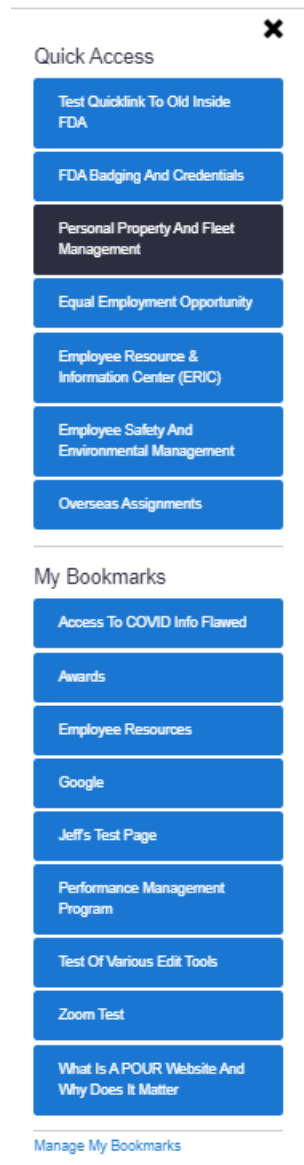 Quick Access
Test Quicklink To Old Inside
FDA
FDA Badging And Credentials
Personal Property And Fleet
Management
Equal Employment Opportunity
Employee Resource &
Information Center (ERIC)
Employee Safety And
Environmental Management
Overseas Assignments
My Bookmarks
Access To COVID Info Flawed
Awards
Employee Resources
Google
Jeff's Test Page
Performance Management
Program
Test Of Various Edit Tools
Zoom Test
What Is A POUR Website And
Why Does It Matter
Manage My Bookmarks